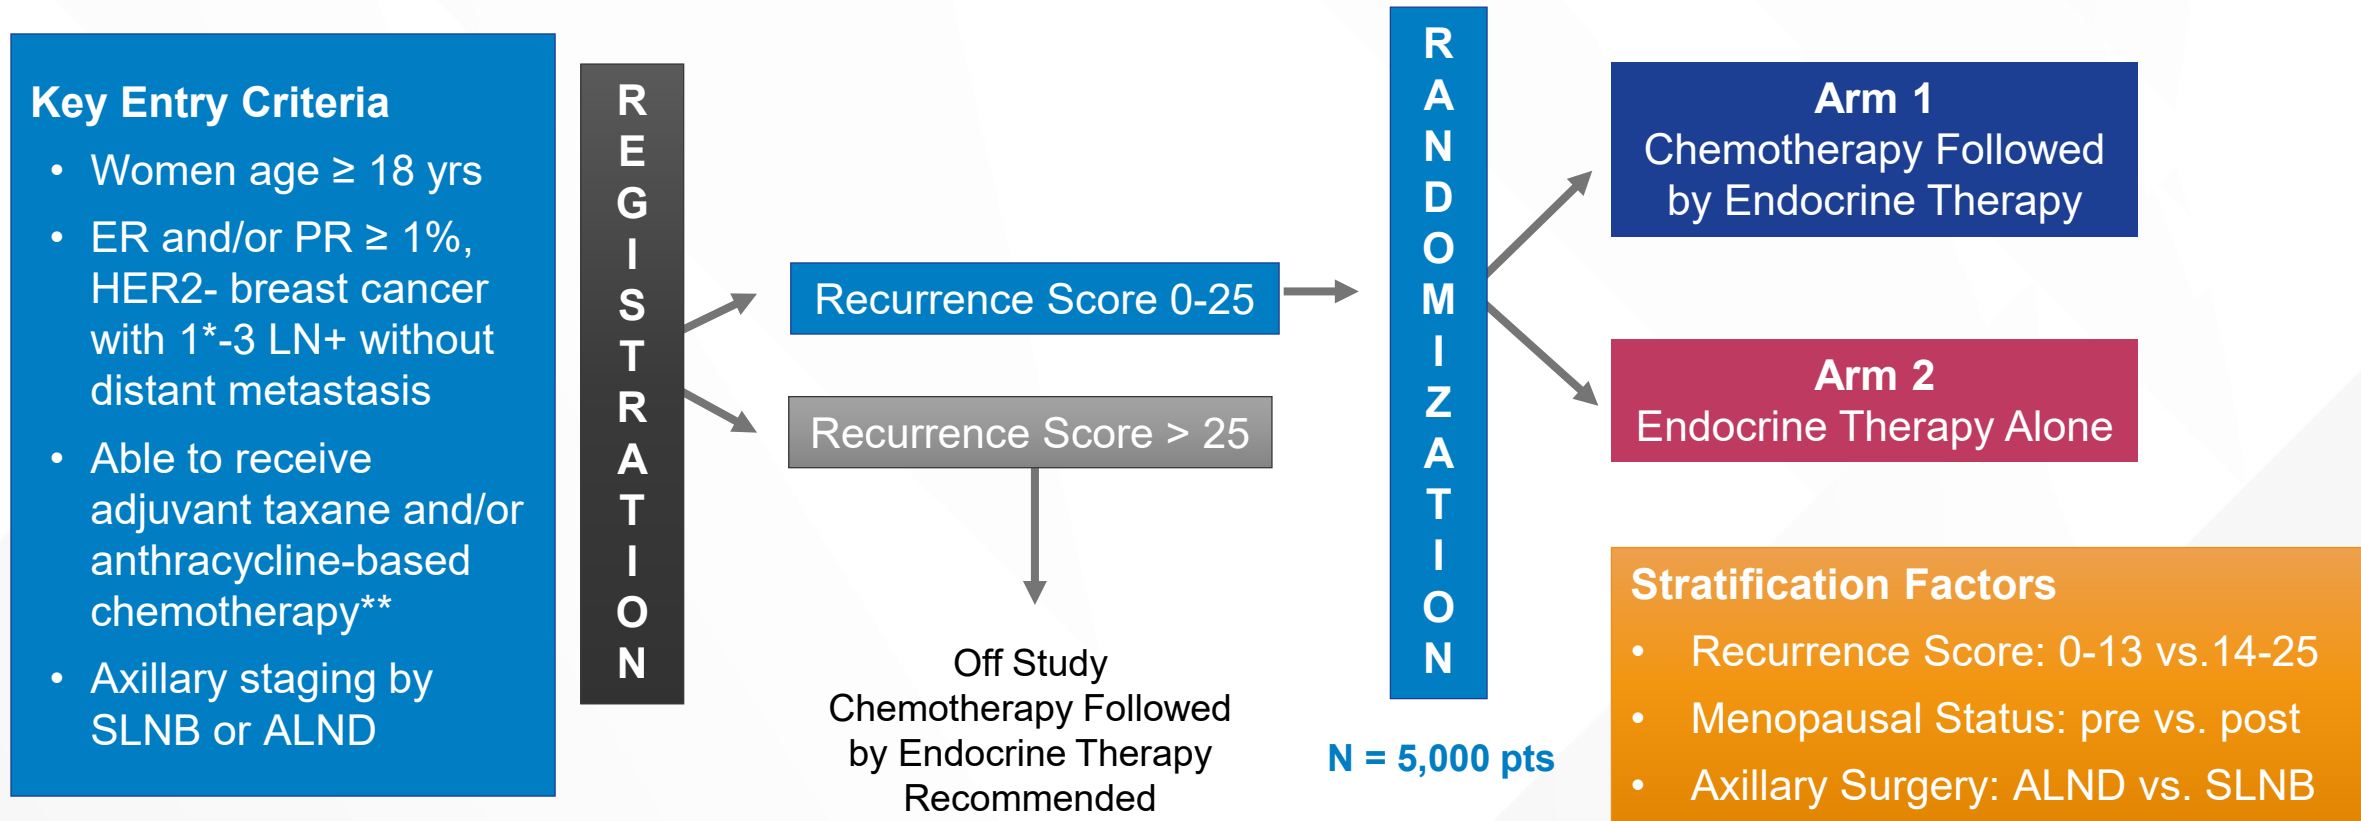 Key Entry Criteria
• Women age ≥ 18 yrs
• ER and/or PR ≥ 1%,
HER2- breast cancer
with 1*-3 LN+ without
distant metastasis
• Able to receive
adjuvant taxane and/or
anthracycline-based
chemotherapy**
• Axillary staging by
SLNB or ALND
REGISTRATION
Recurrence Score 0-25
Recurrence Score > 25
Off Study
Chemotherapy Followed
by Endocrine Therapy
Recommended
RANDOMIZATION
N = 5,000 pts
Arm 1
Chemotherapy Followed
by Endocrine Therapy
Arm 2
Endocrine Therapy Alone
Stratification Factors
• Recurrence Score: 0-13 vs.14-25
• Menopausal Status: pre vs. post
• Axillary Surgery: ALND vs. SLNB